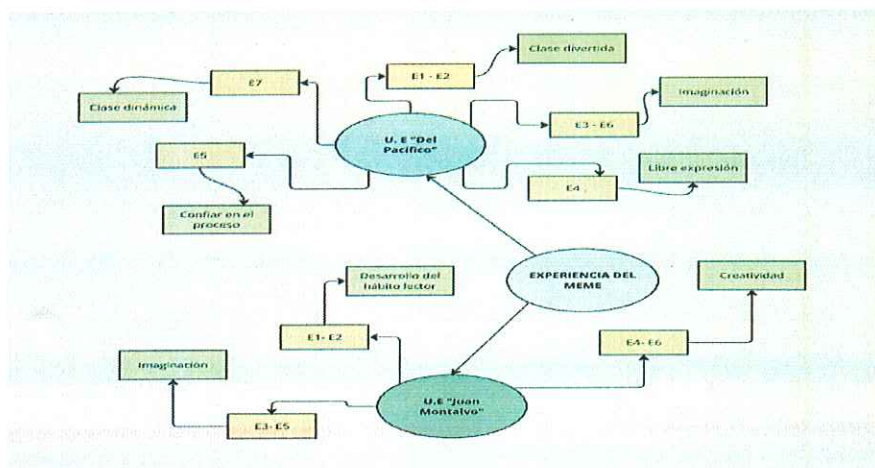 Clase divertida
E1 - E2
E7
Clase dinámica
Imaginación
E3 - E6
U. E "Del
Pacífico"
E5
Libre expresión
E4
Confiar en el
proceso
EXPERIENCIA DEL
MEME
Desarrollo del
hábito lector
Creatividad
E1- E2
E4- E6
Imaginación
U.E "Juan
Montalvo"
E3- E5